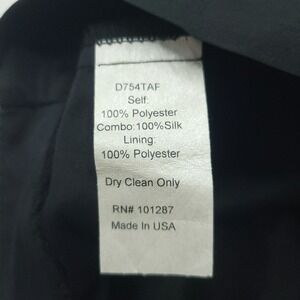 D754TAF
Self:
100% Polyester
Combo:100%Silk
Lining:
100% Polyester
Dry Clean Only
RN# 101287
Made In USA